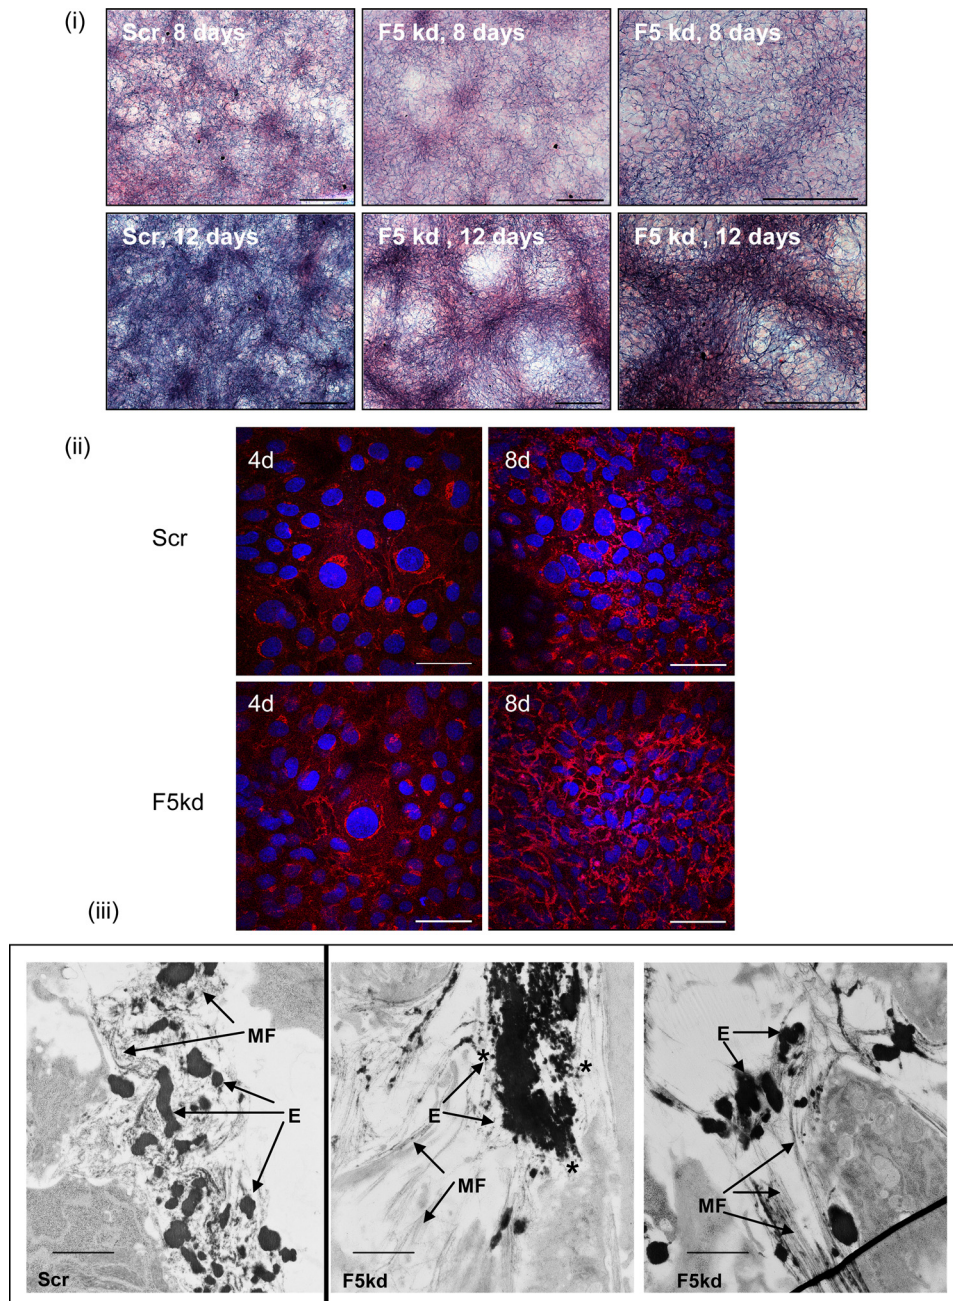 (i)
Scr, 8 days
F5 kd, 8 days
F5 kd, 8 days
Scr, 12 days
F5 kd , 12 days
F5 kd , 12 days
(ii)
4d
8d
Scr
4d
8d
F5kd
(iii)
MF
E
Scr
E
*
*
MF
*
F5kd
E
MF
F5kd